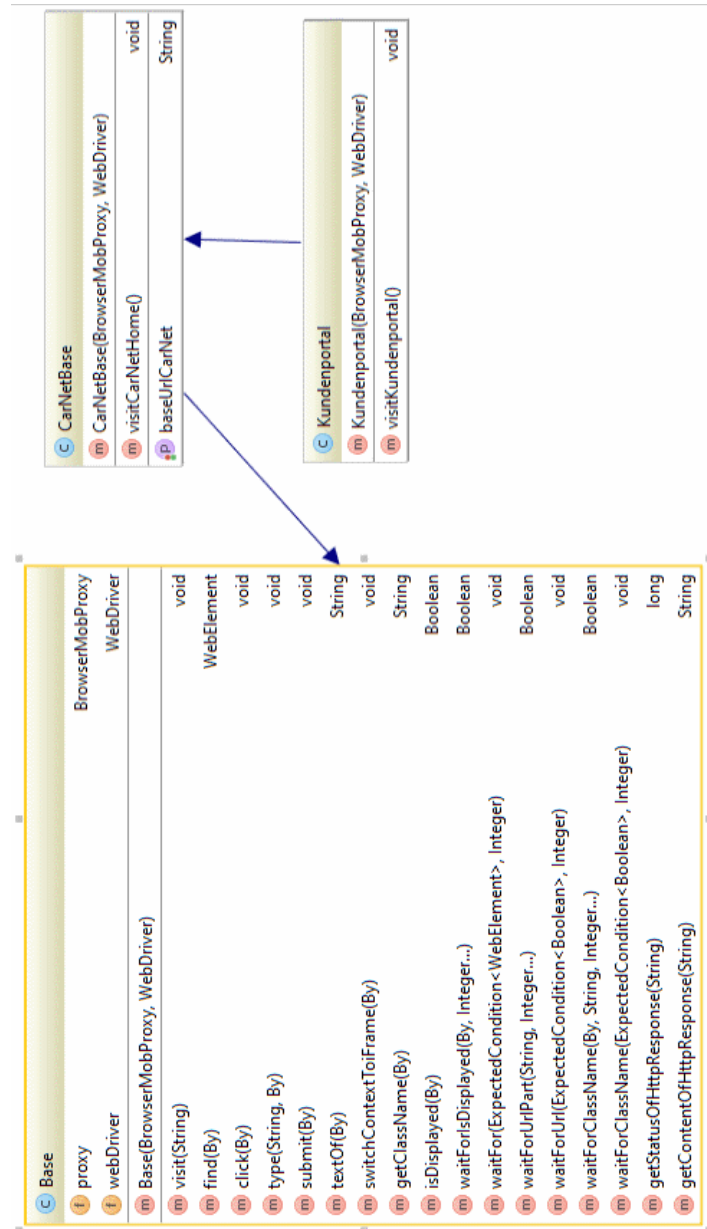 Base
proxy BrowserMobProxy
webDriver WebDriver
Base(BrowserMobProxy, WebDriver)
visit(String) void
find(By) WebElement
click(By) void
type(String, By) void
submit(By) void
textOf(By) String
switchContextToiFrame(By) void
getClassName(By) String
isDisplayed(By) Boolean
waitForIsDisplayed(By, Integer...) Boolean
waitFor(ExpectedCondition<WebElement>, Integer) void
waitForUrlPart(String, Integer...) Boolean
waitForUrl(ExpectedCondition<Boolean>, Integer) void
waitForClassName(By, String, Integer...) Boolean
waitForClassName(ExpectedCondition<Boolean>, Integer) void
getStatusOfHttpResponse(String) long
getContentOfHttpResponse(String) String
CarNetBase
CarNetBase(BrowserMobProxy, WebDriver)
visitCarNetHome() void
baseUrlCarNet String
Kundenportal
Kundenportal(BrowserMobProxy, WebDriver)
visitKundenportal() void